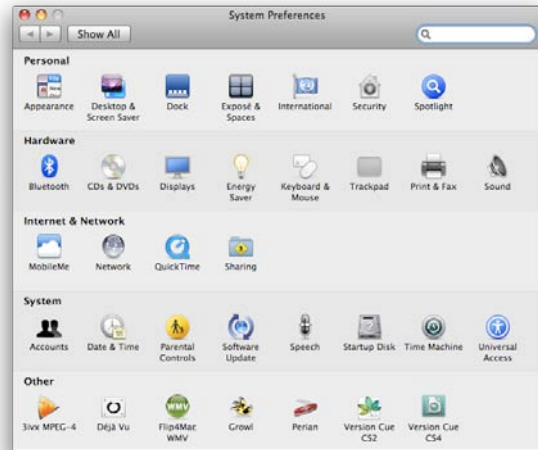 System Preferences
Show All
Personal
Appearance
Desktop & Screen Saver
Dock
Exposé & Spaces
International
Security
Spotlight
Hardware
Bluetooth
CDs & DVDs
Displays
Energy Saver
Keyboard & Mouse
Trackpad
Print & Fax
Sound
Internet & Network
MobileMe
Network
QuickTime
Sharing
System
Accounts
Date & Time
Parental Controls
Software Update
Speech
Startup Disk
Time Machine
Universal Access
Other
3ivx MPEG-4
Déjà Vu
WMV
Flip4Mac WMV
Growl
Perian
Version Cue CS2
Version Cue CS4